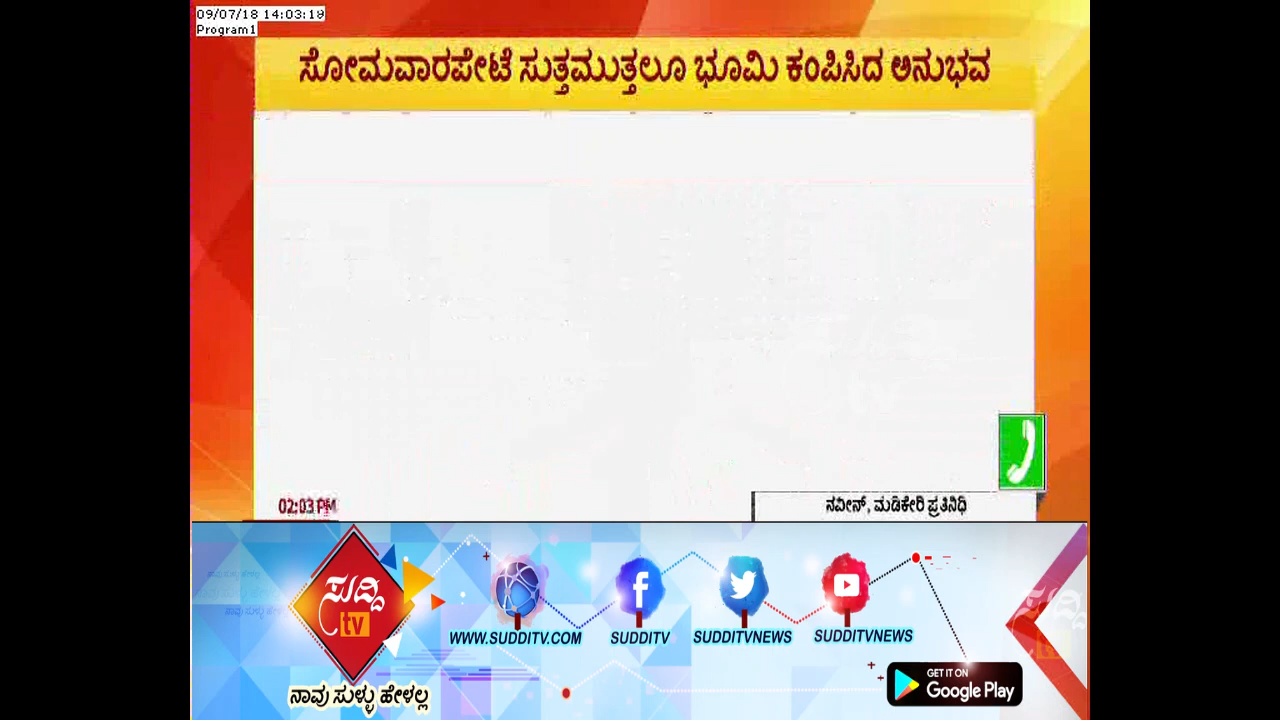 09/07/18 14:03:19
Program1
ಸೋಮವಾರಪೇಟೆ ಸುತ್ತಮುತ್ತಲೂ ಭೂಮಿ ಕಂಪಿಸಿದ ಅನುಭವ
02:03 PM
ನವೀನ್, ಮಡಿಕೇರಿ ಪ್ರತಿನಿಧಿ
ಸುದ್ದಿ
tv
ನಾವು ಸುಳ್ಳು ಹೇಳಲ್ಲ
WWW.SUDDITV.COM
SUDDITV
SUDDITVNEWS
SUDDITVNEWS
GET IT ON
Google Play